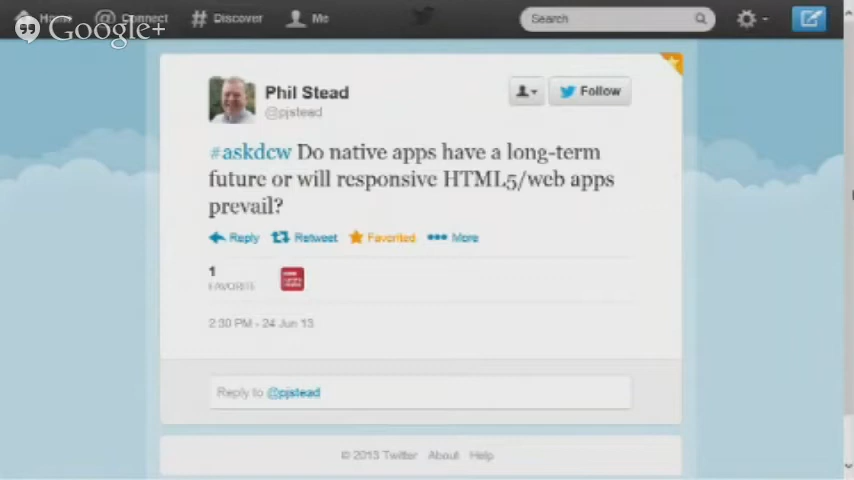 Home @ Connect # Discover Me Search
Google+
Phil Stead
@pjstead
Follow
#askdcw Do native apps have a long-term
future or will responsive HTML5/web apps
prevail?
Reply Retweet Favorited More
1
FAVORITE
2:30 PM - 24 Jun 13
Reply to @pjstead
© 2013 Twitter About Help